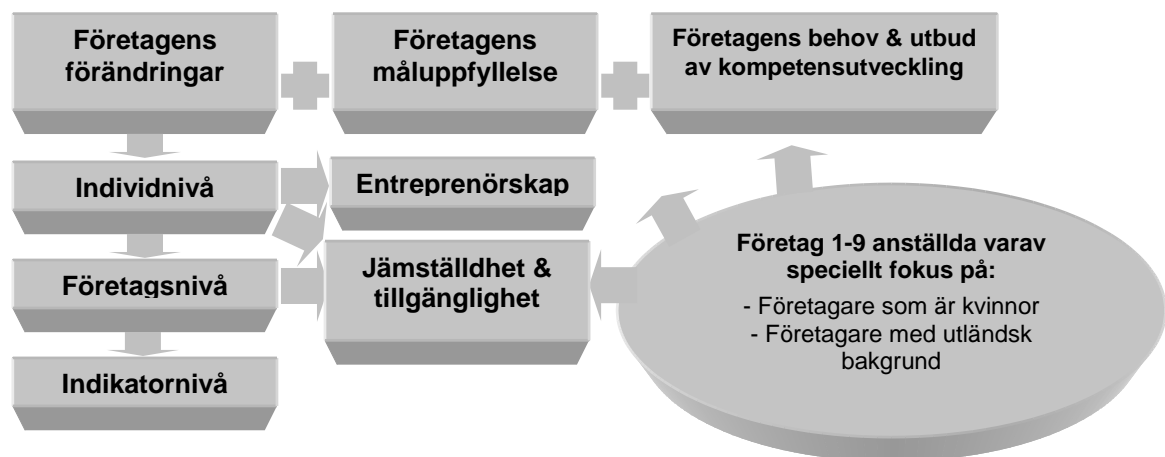 Företagens
förändringar
Företagens
måluppfyllelse
Företagens behov & utbud
av kompetensutveckling
Individnivå
Entreprenörskap
Företagsnivå
Jämställdhet &
tillgänglighet
Indikatornivå
Företag 1-9 anställda varav
speciellt fokus på:
- Företagare som är kvinnor
- Företagare med utländsk
bakgrund